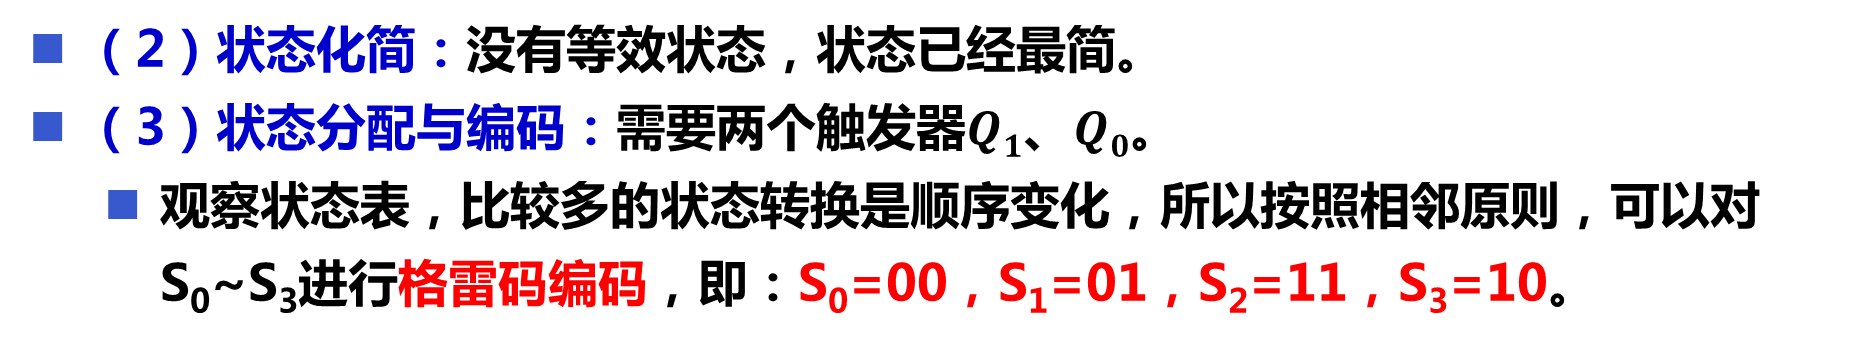 ■（2）状态化简：没有等效状态，状态已经最简。
■（3）状态分配与编码：需要两个触发器Q₁、Q₀。
■ 观察状态表，比较多的状态转换是顺序变化，所以按照相邻原则，可以对
S₀~S₃进行格雷码编码，即：S₀=00，S₁=01，S₂=11，S₃=10。